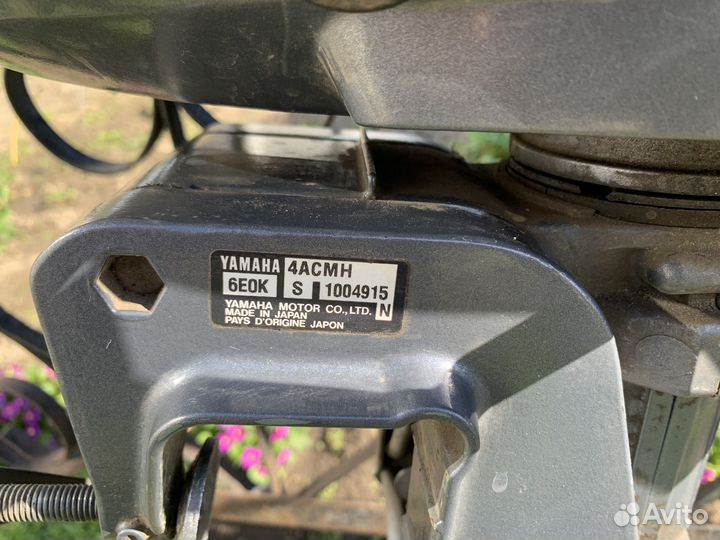 YAMAHA 4ACMH
6E0K S 1004915
YAMAHA MOTOR CO., LTD. N
MADE IN JAPAN
PAYS D'ORIGINE JAPON
Avito